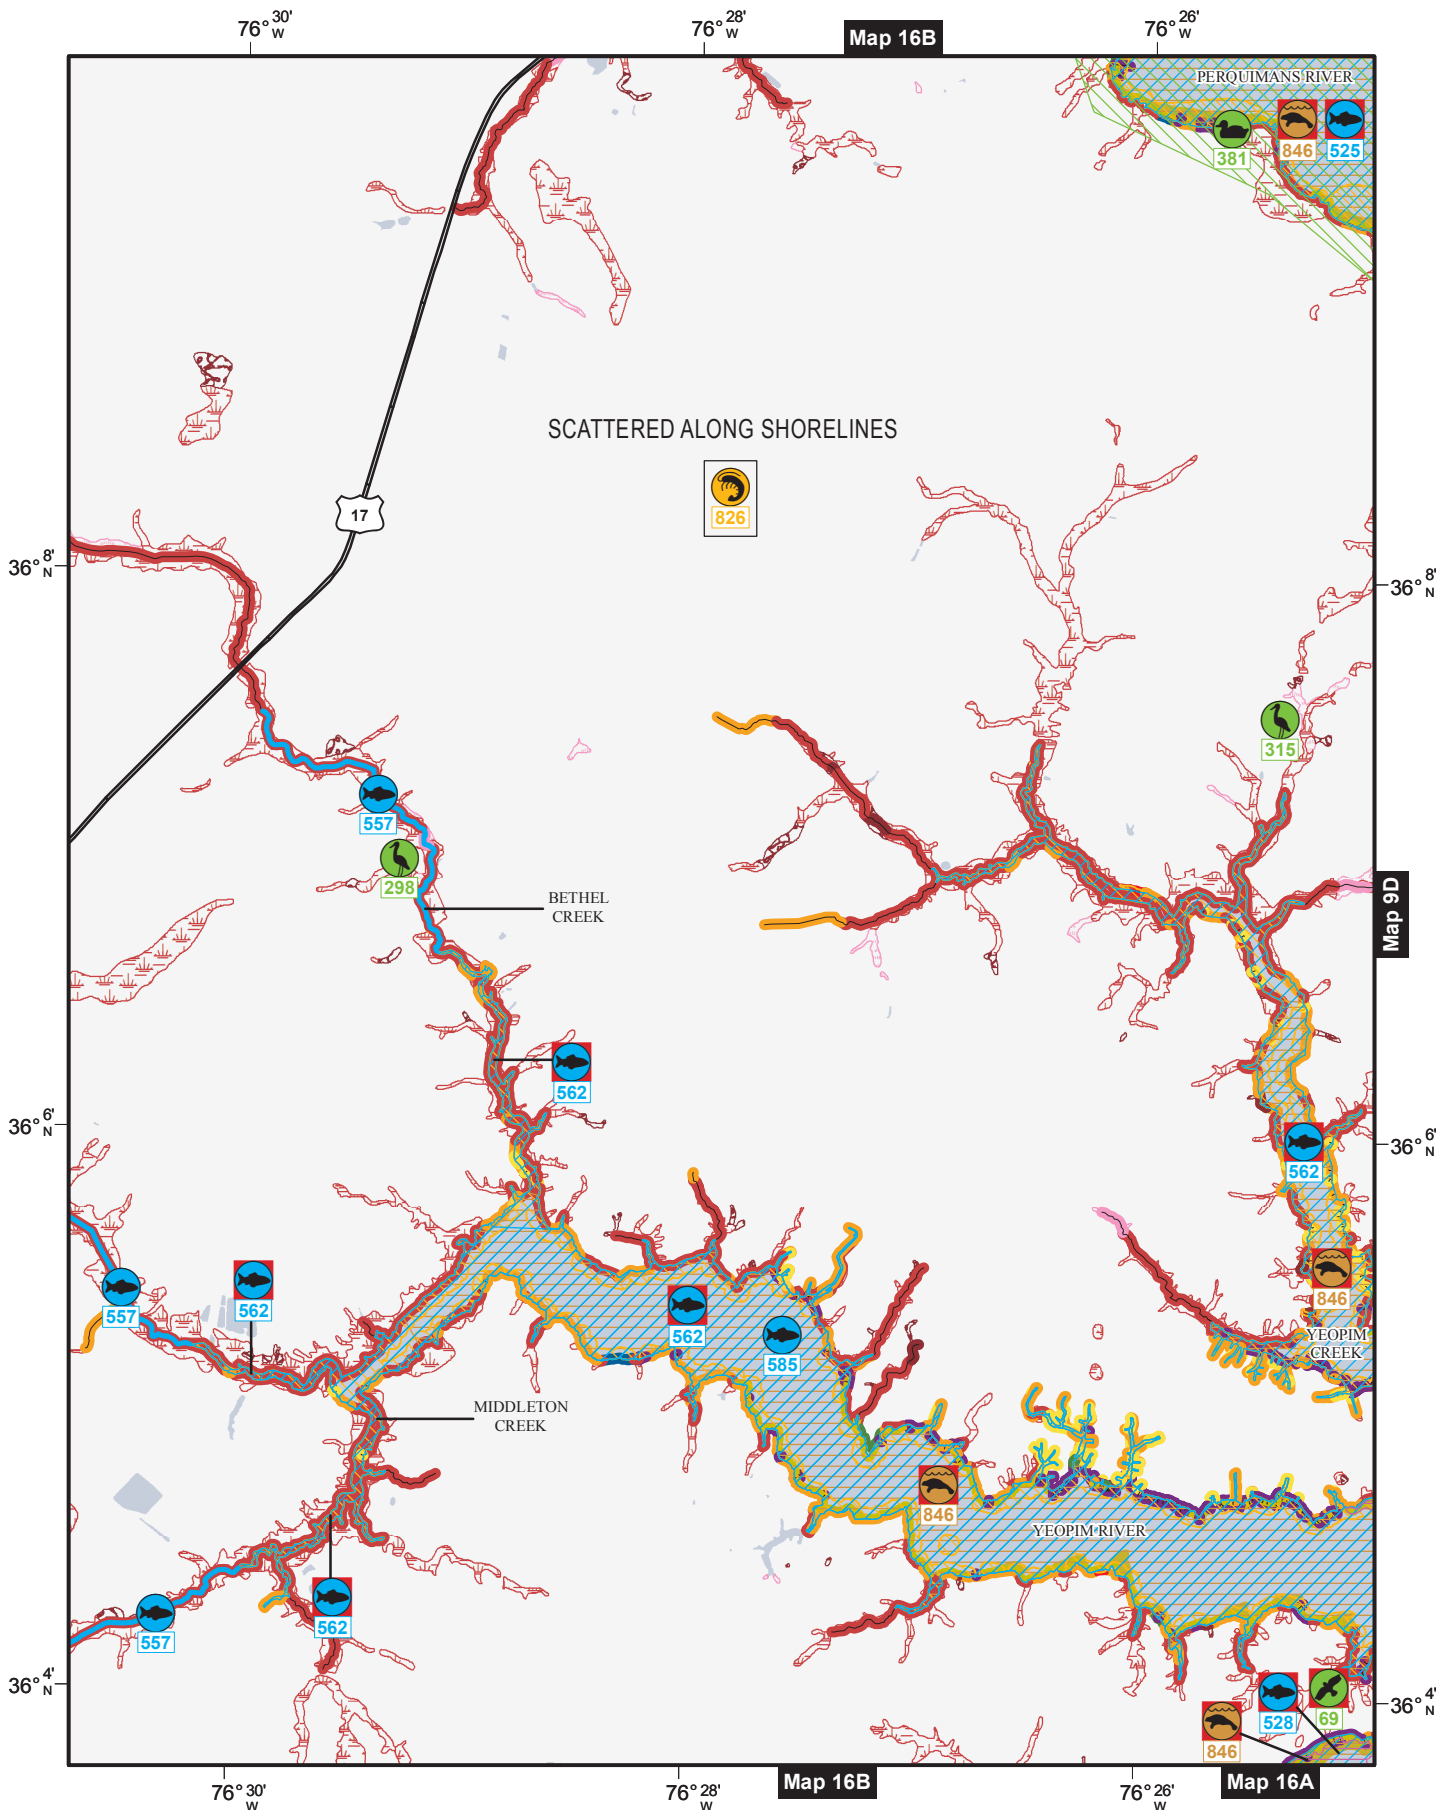 76° 30' W
76° 28' W
Map 16B
76° 26' W
PERQUIMANS RIVER
381
846
525
SCATTERED ALONG SHORELINES
826
17
36° 8' N
36° 8' N
315
557
298
BETHEL
CREEK
Map 9D
562
36° 6' N
36° 6' N
562
846
557
562
562
585
YEOPIM
CREEK
MIDDLETON
CREEK
846
YEOPIM RIVER
557
562
36° 4' N
36° 4' N
528
69
846
76° 30' W
76° 28' W
Map 16B
76° 26' W
Map 16A